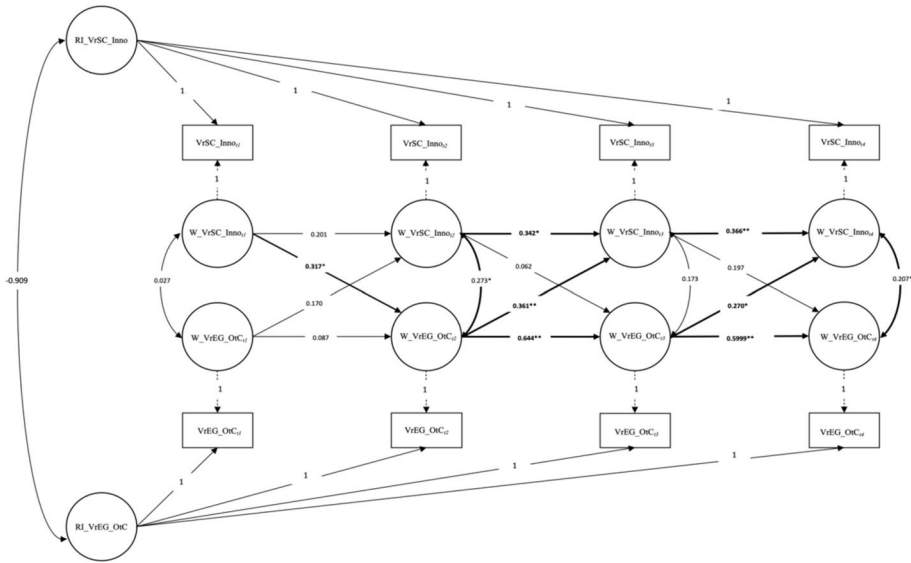 RI_VrSC_Inno
1 1 1 1
VrSC_Innot1 VrSC_Innot2 VrSC_Innot3 VrSC_Innot4
1 1 1 1
W_VrSC_Innot1 0.201 W_VrSC_Innot2 0.342* W_VrSC_Innot3 0.366** W_VrSC_Innot4
0.317* 0.062 0.197
-0.909 0.027 0.273* 0.173 0.207*
0.170 0.361** 0.270*
W_VrEG_OtCt1 0.087 W_VrEG_OtCt2 0.644** W_VrEG_OtCt3 0.5999** W_VrEG_OtCt4
1 1 1 1
VrEG_OtCt1 VrEG_OtCt2 VrEG_OtCt3 VrEG_OtCt4
1 1 1 1
RI_VrEG_OtC